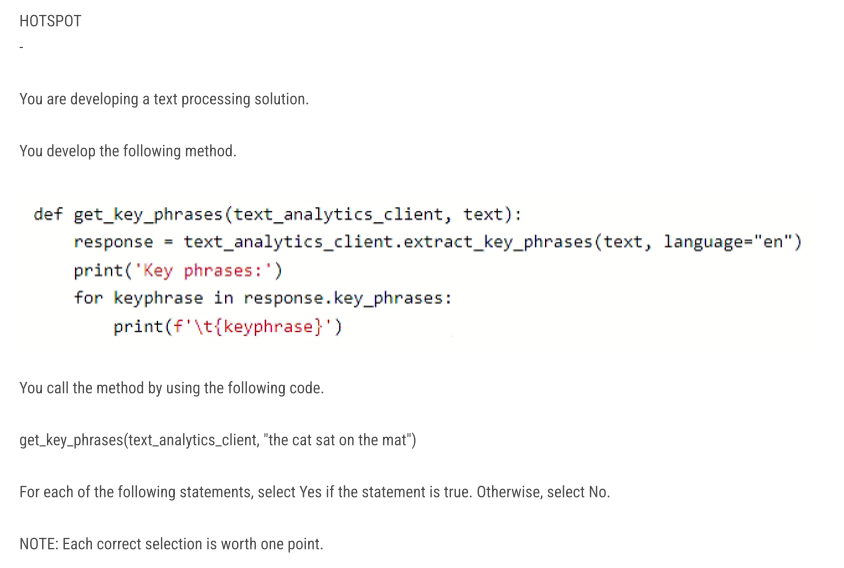 HOTSPOT
-
You are developing a text processing solution.
You develop the following method.
def get_key_phrases(text_analytics_client, text):
    response = text_analytics_client.extract_key_phrases(text, language="en")
    print('Key phrases:')
    for keyphrase in response.key_phrases:
        print(f'\t{keyphrase}')
You call the method by using the following code.
get_key_phrases(text_analytics_client, "the cat sat on the mat")
For each of the following statements, select Yes if the statement is true. Otherwise, select No.
NOTE: Each correct selection is worth one point.